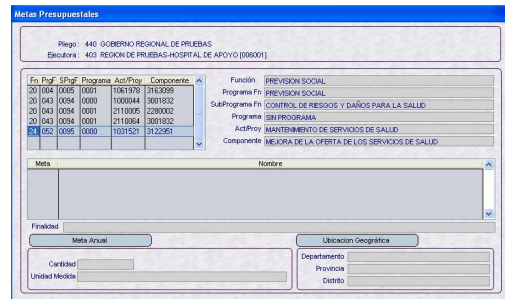 Metas Presupuestales
Pliego : 440 GOBIERNO REGIONAL DE PRUEBAS
Ejecutora : 403 REGION DE PRUEBAS-HOSPITAL DE APOYO [006001]
Fn PrgF SPrgF Programa Act/Proy Componente
20 004 0005 0001 1061978 3163099
20 043 0094 0000 1000044 3001832
20 043 0094 0001 2110005 2280002
20 043 0094 0001 2110064 3001832
24 052 0095 0000 1031521 3122951
Función PREVISION SOCIAL
Programa Fn PREVISION SOCIAL
SubPrograma Fn CONTROL DE RIESGOS Y DAÑOS PARA LA SALUD
Programa SIN PROGRAMA
Act/Proy MANTENIMIENTO DE SERVICIOS DE SALUD
Componente MEJORA DE LA OFERTA DE LOS SERVICIOS DE SALUD
Meta Nombre
Finalidad
Meta Anual
Ubicacion Geográfica
Cantidad
Unidad Medida
Departamento
Provincia
Distrito